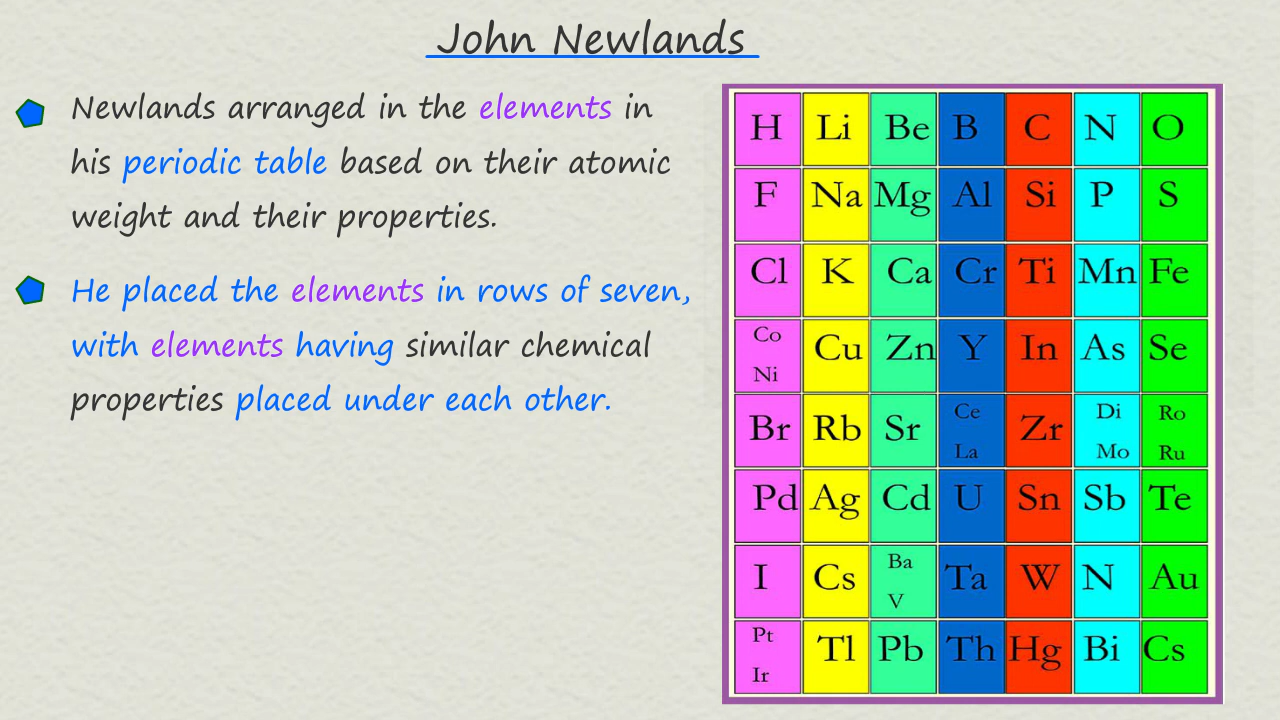 John Newlands
Newlands arranged in the elements in
his periodic table based on their atomic
weight and their properties.
He placed the elements in rows of seven,
with elements having similar chemical
properties placed under each other.
H Li Be B C N O
F Na Mg Al Si P S
Cl K Ca Cr Ti Mn Fe
Co Ni Cu Zn Y In As Se
Br Rb Sr Ce La Zr Di Mo Ro Ru
Pd Ag Cd U Sn Sb Te
I Cs Ba V Ta W N Au
Pt Ir Tl Pb Th Hg Bi Cs